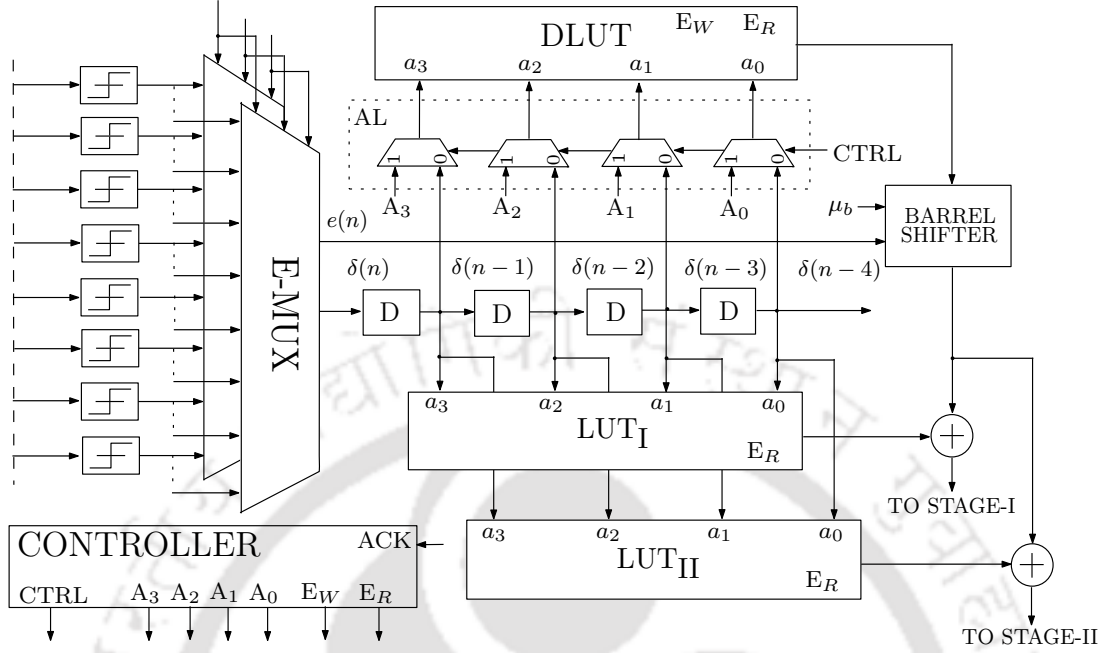 DLUT E_W E_R
a_3 a_2 a_1 a_0
AL
1 0 1 0 1 0 1 0
CTRL
A_3 A_2 A_1 A_0
μ_b
BARREL
SHIFTER
e(n)
E-MUX
δ(n) δ(n − 1) δ(n − 2) δ(n − 3) δ(n − 4)
D D D D
a_3 a_2 a_1 a_0
LUT_I
E_R
TO STAGE-I
a_3 a_2 a_1 a_0
LUT_II
E_R
TO STAGE-II
CONTROLLER ACK
CTRL A_3 A_2 A_1 A_0 E_W E_R